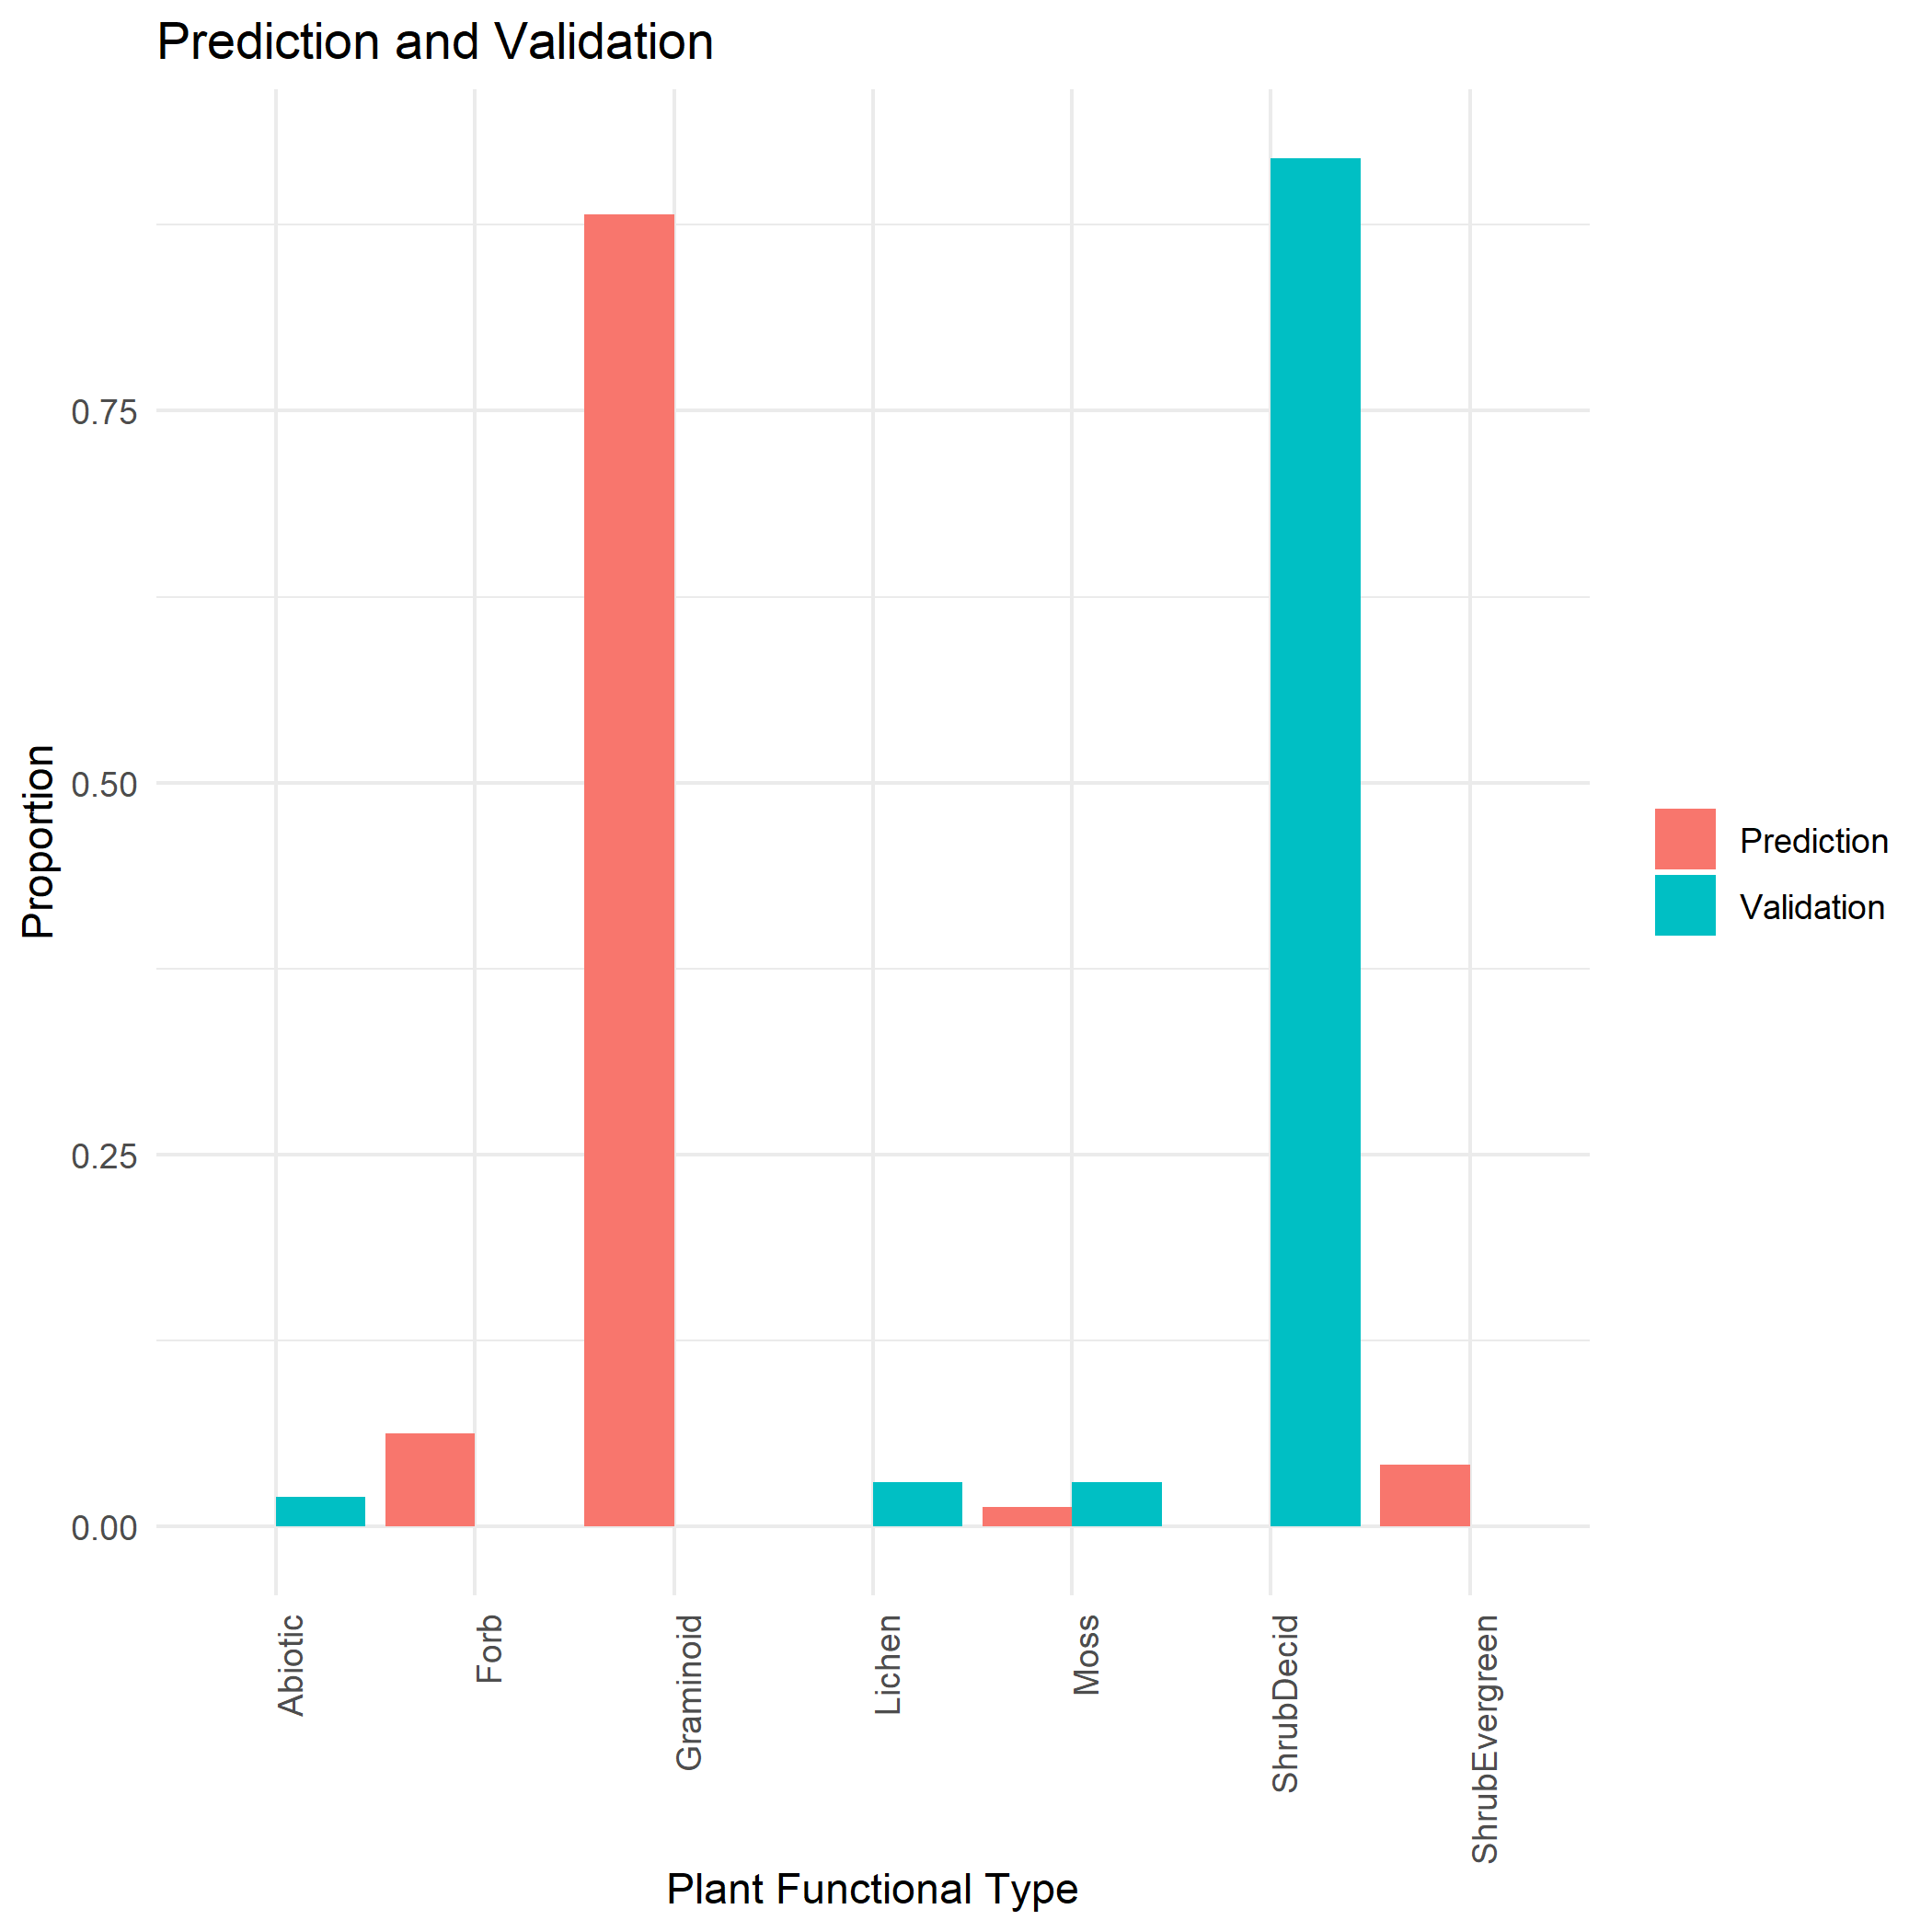 Prediction and Validation
Proportion
0.75
0.50
0.25
0.00
Abiotic
Forb
Graminoid
Lichen
Moss
ShrubDecid
ShrubEvergreen
Plant Functional Type
Prediction
Validation